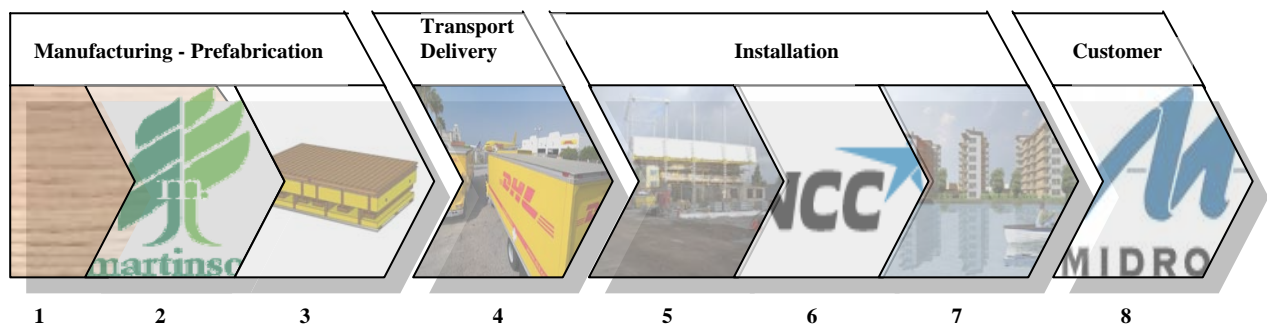 Manufacturing - Prefabrication
Transport
Delivery
Installation
Customer
m.
martinso
DHL
NCC
MIDRO
1 2 3 4 5 6 7 8